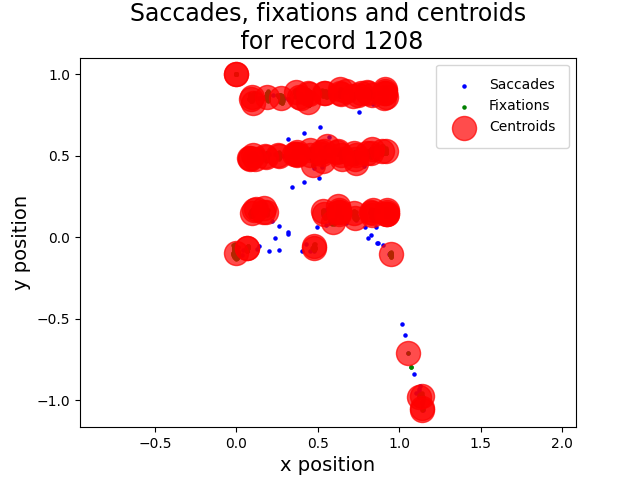 Saccades, fixations and centroids
for record 1208
Saccades
Fixations
Centroids
1.0
0.5
0.0
−0.5
−1.0
y position
−0.5
0.0
0.5
1.0
1.5
2.0
x position